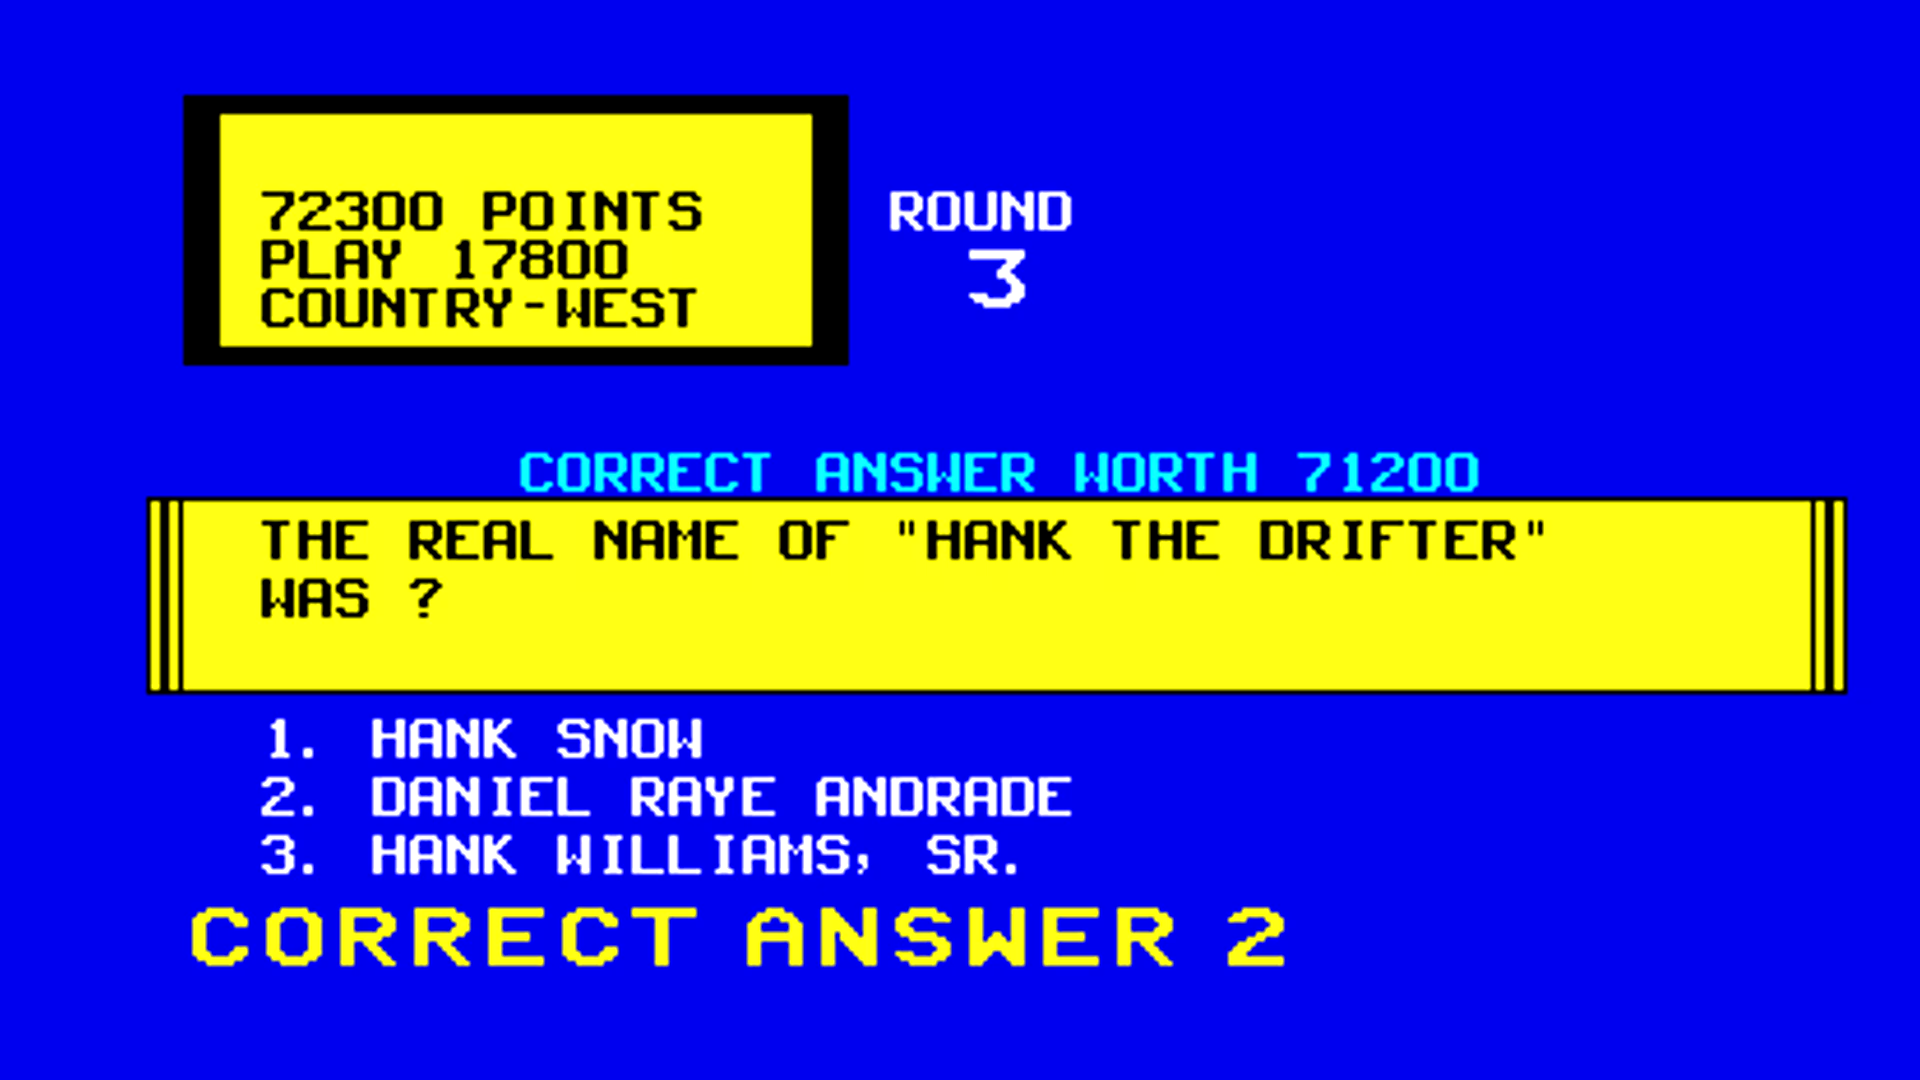 72300 POINTS
PLAY 17800
COUNTRY-WEST
ROUND
3
CORRECT ANSWER WORTH 71200
THE REAL NAME OF "HANK THE DRIFTER"
WAS ?
1. HANK SNOW
2. DANIEL RAYE ANDRADE
3. HANK WILLIAMS, SR.
CORRECT ANSWER 2